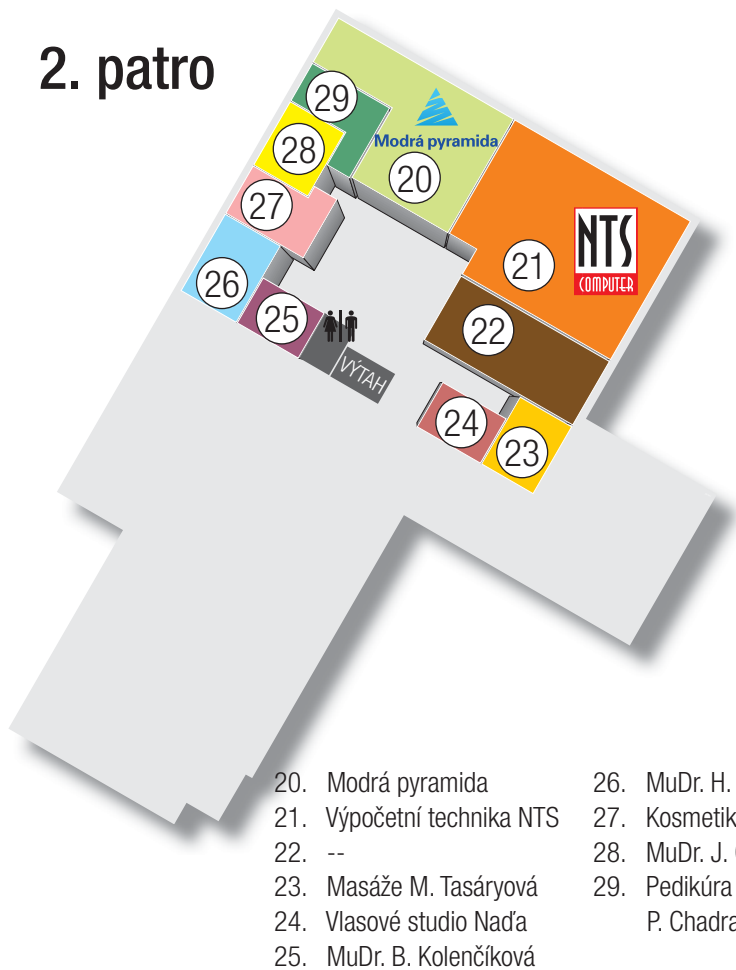 2. patro
29
Modrá pyramida
28
20
27
NTS
COMPUTER
21
26
25
22
VÝTAH
24
23
20. Modrá pyramida
21. Výpočetní technika NTS
22. --
23. Masáže M. Tasáryová
24. Vlasové studio Naďa
25. MuDr. B. Kolenčíková
26. MuDr. H.
27. Kosmetik
28. MuDr. J.
29. Pedikúra
P. Chadra